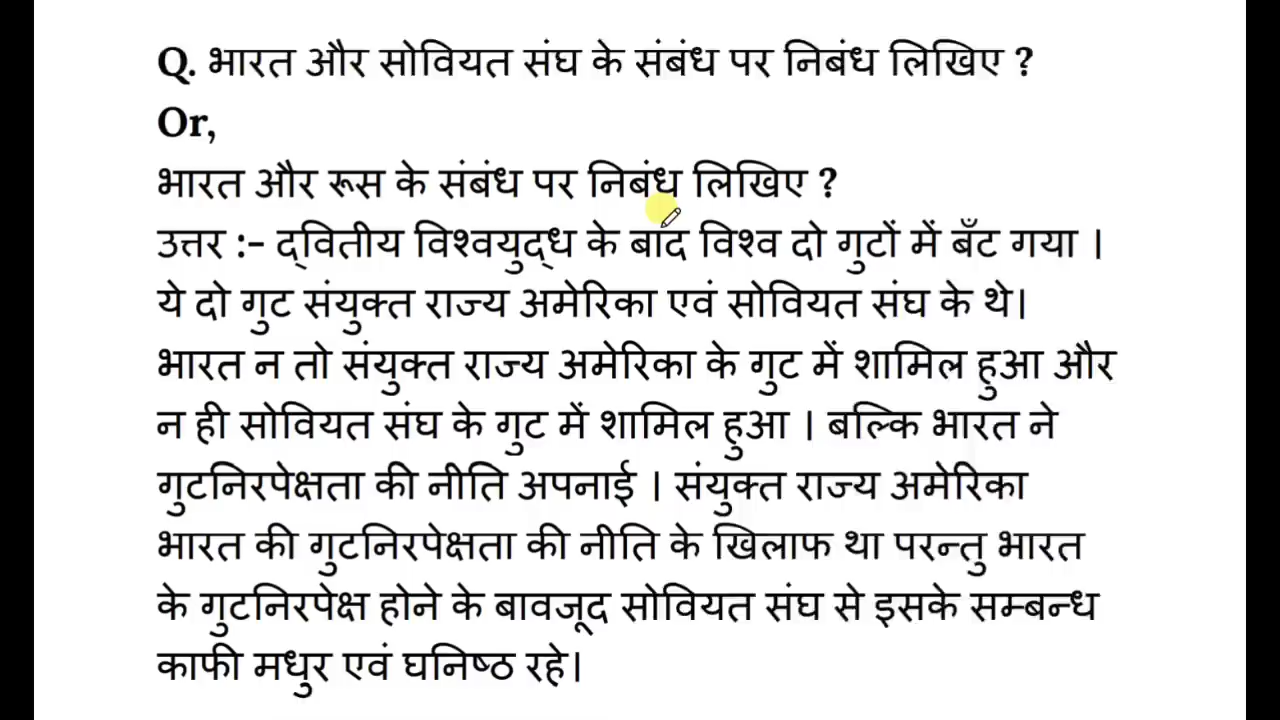 Q. भारत और सोवियत संघ के संबंध पर निबंध लिखिए ?
Or,
भारत और रूस के संबंध पर निबंध लिखिए ?
उत्तर :- द्वितीय विश्वयुद्ध के बाद विश्व दो गुटों में बँट गया ।
ये दो गुट संयुक्त राज्य अमेरिका एवं सोवियत संघ के थे।
भारत न तो संयुक्त राज्य अमेरिका के गुट में शामिल हुआ और
न ही सोवियत संघ के गुट में शामिल हुआ । बल्कि भारत ने
गुटनिरपेक्षता की नीति अपनाई । संयुक्त राज्य अमेरिका
भारत की गुटनिरपेक्षता की नीति के खिलाफ था परन्तु भारत
के गुटनिरपेक्ष होने के बावजूद सोवियत संघ से इसके सम्बन्ध
काफी मधुर एवं घनिष्ठ रहे।